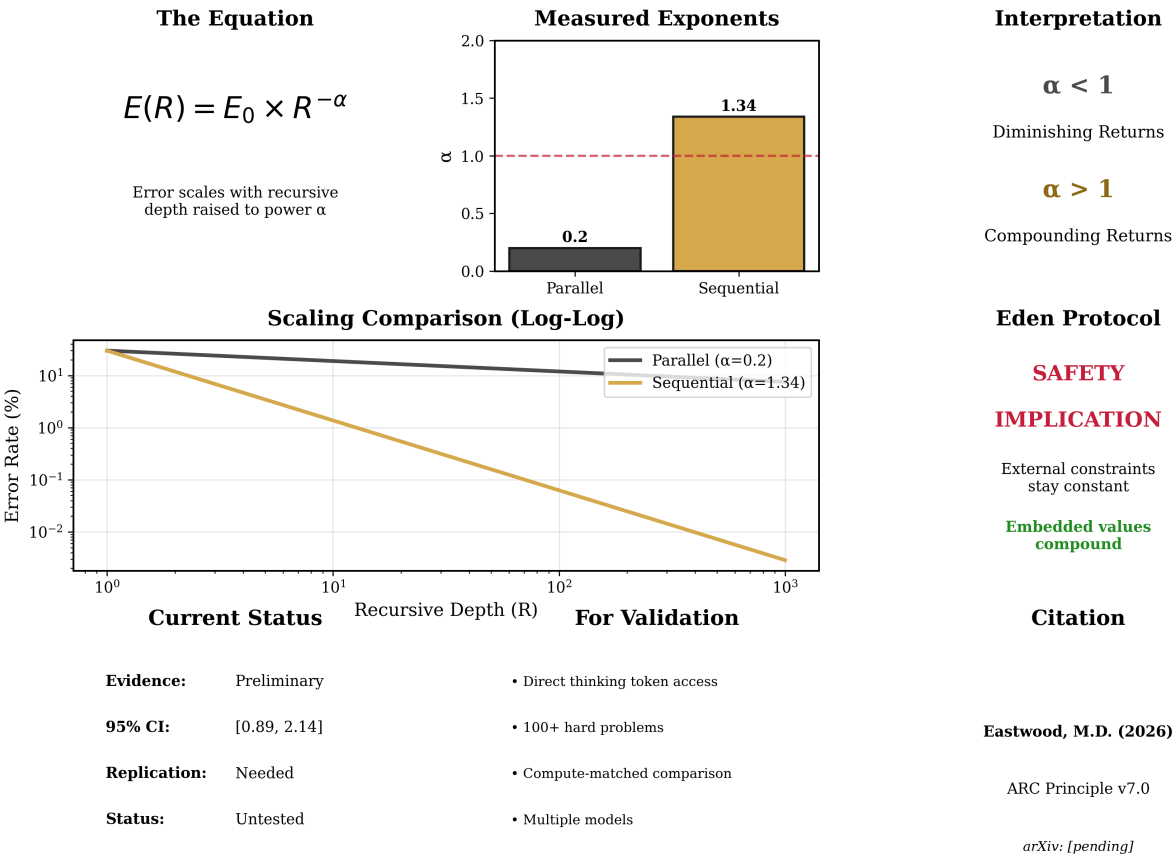 The Equation
E(R) = E₀ × R⁻ᵅ
Error scales with recursive
depth raised to power α
Measured Exponents
α
2.0
1.5
1.0
0.5
0.0
0.2
1.34
Parallel
Sequential
Interpretation
α < 1
Diminishing Returns
α > 1
Compounding Returns
Scaling Comparison (Log-Log)
Error Rate (%)
10¹
10⁰
10⁻¹
10⁻²
Parallel (α=0.2)
Sequential (α=1.34)
10⁰
10¹
10²
10³
Recursive Depth (R)
Eden Protocol
SAFETY
IMPLICATION
External constraints
stay constant
Embedded values
compound
Current Status
Evidence: Preliminary
95% CI: [0.89, 2.14]
Replication: Needed
Status: Untested
For Validation
• Direct thinking token access
• 100+ hard problems
• Compute-matched comparison
• Multiple models
Citation
Eastwood, M.D. (2026)
ARC Principle v7.0
arXiv: [pending]